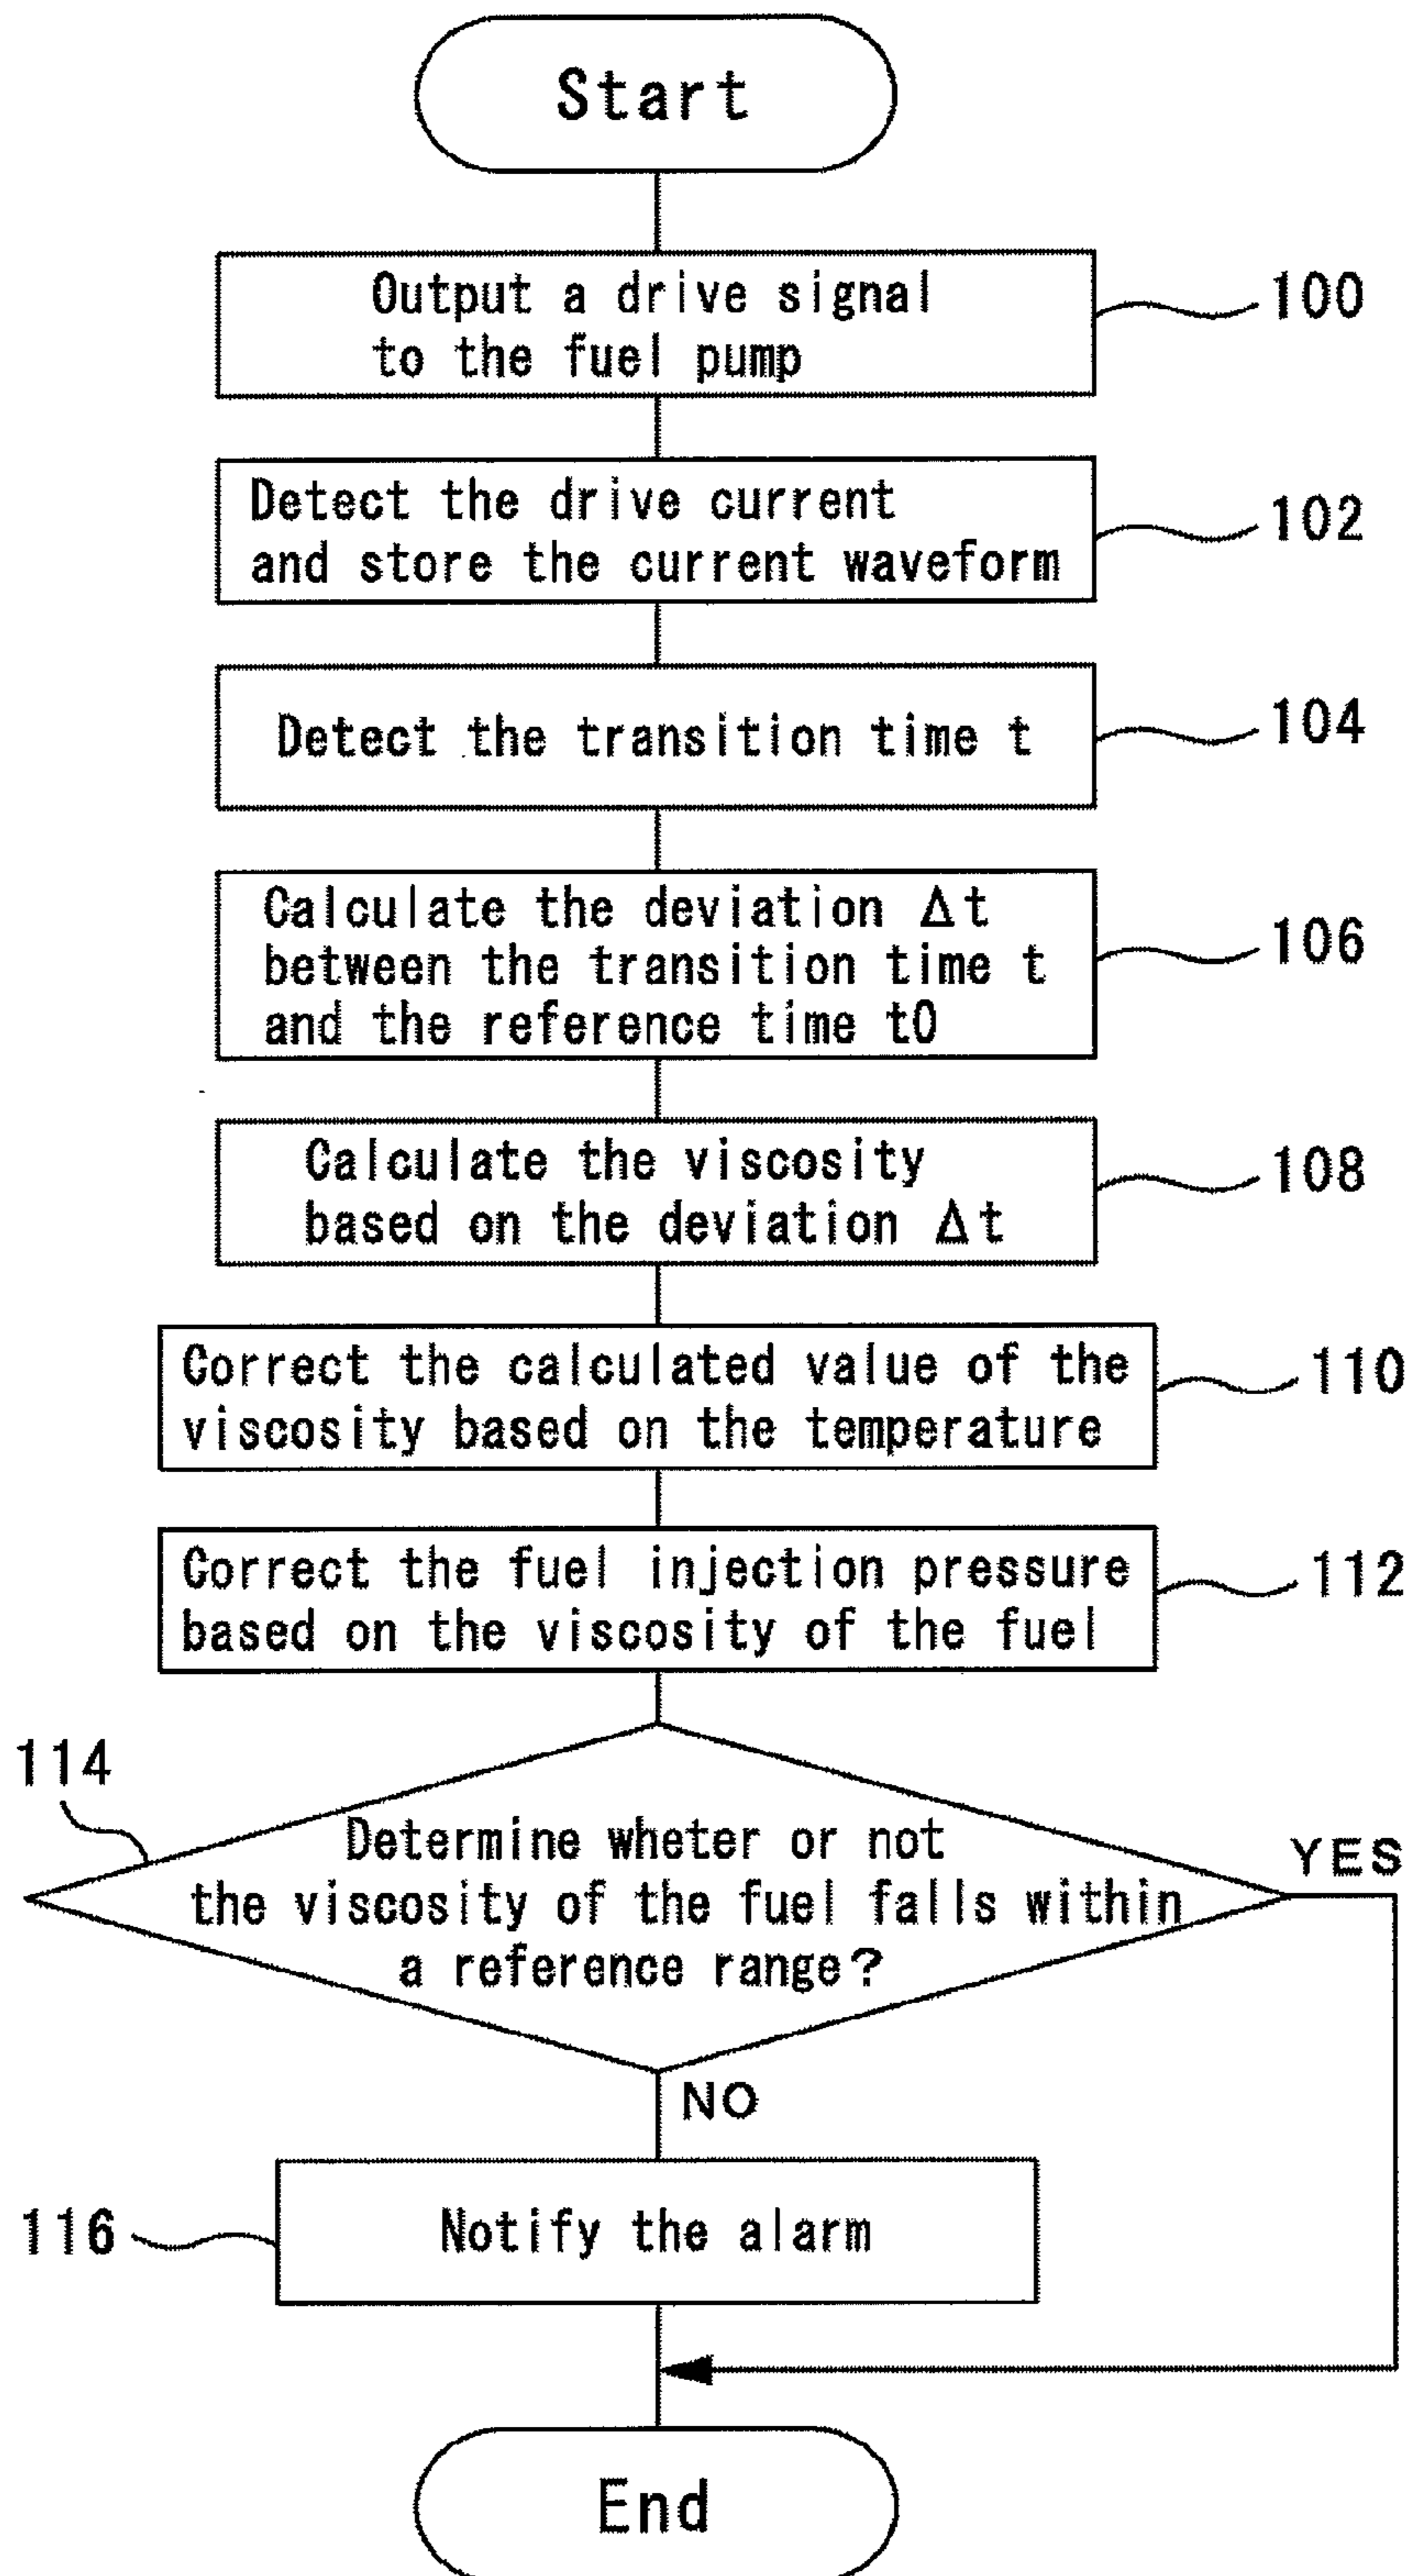 Start
Output a drive signal
to the fuel pump
100
Detect the drive current
and store the current waveform
102
Detect the transition time t
104
Calculate the deviation Δt
between the transition time t
and the reference time t0
106
Calculate the viscosity
based on the deviation Δt
108
Correct the calculated value of the
viscosity based on the temperature
110
Correct the fuel injection pressure
based on the viscosity of the fuel
112
114
Determine wheter or not
the viscosity of the fuel falls within
a reference range?
YES
NO
116
Notify the alarm
End